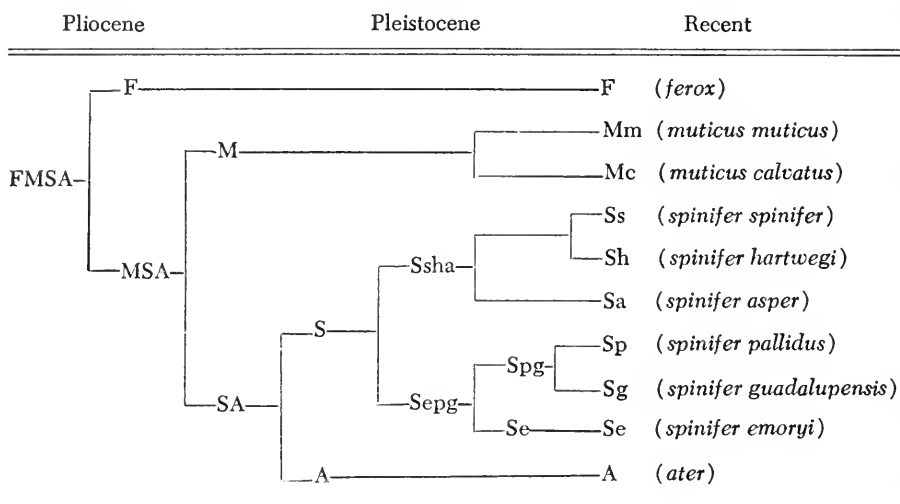 Pliocene Pleistocene Recent
F F (ferox)
Mm (muticus muticus)
M
Mc (muticus calvatus)
FMSA
Ss (spinifer spinifer)
MSA Ssha Sh (spinifer hartwegi)
Sa (spinifer asper)
S
Sp (spinifer pallidus)
Spg
SA Sepg Sg (spinifer guadalupensis)
Se Se (spinifer emoryi)
A A (ater)